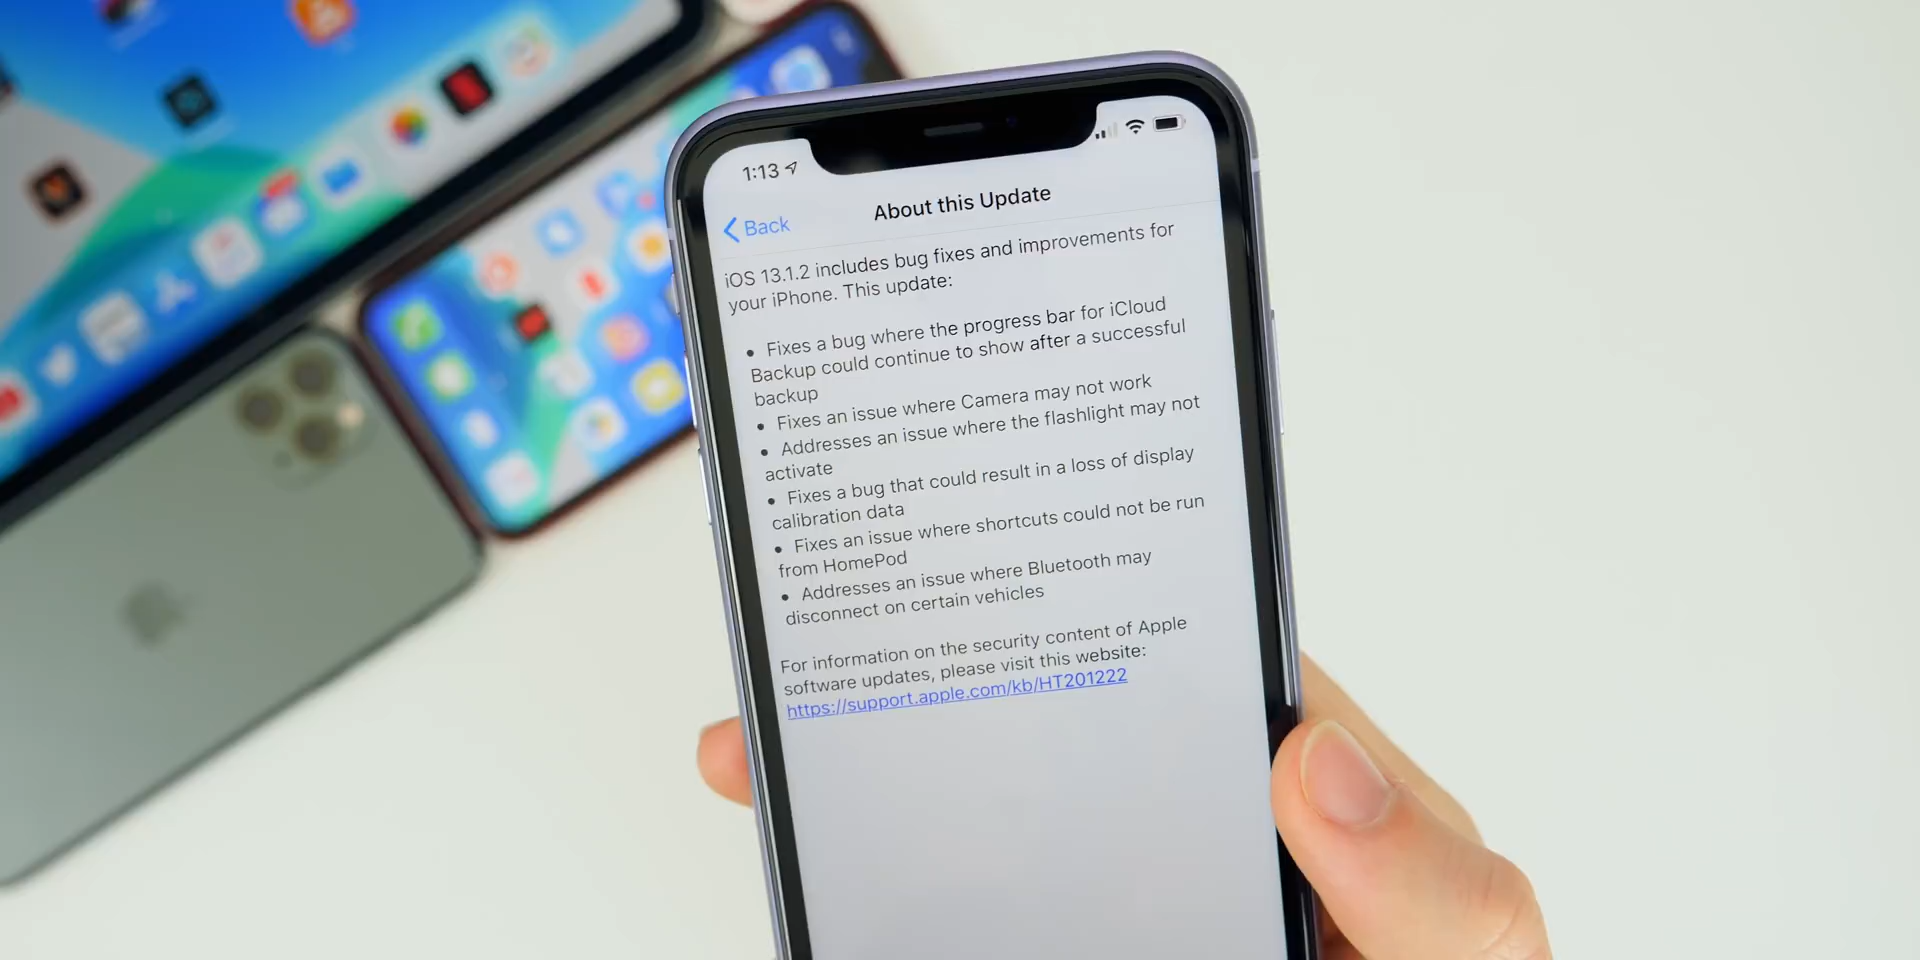 1:13
Back
About this Update
iOS 13.1.2 includes bug fixes and improvements for
your iPhone. This update:
• Fixes a bug where the progress bar for iCloud
Backup could continue to show after a successful
backup
• Fixes an issue where Camera may not work
• Addresses an issue where the flashlight may not
activate
• Fixes a bug that could result in a loss of display
calibration data
• Fixes an issue where shortcuts could not be run
from HomePod
• Addresses an issue where Bluetooth may
disconnect on certain vehicles
For information on the security content of Apple
software updates, please visit this website:
https://support.apple.com/kb/HT201222